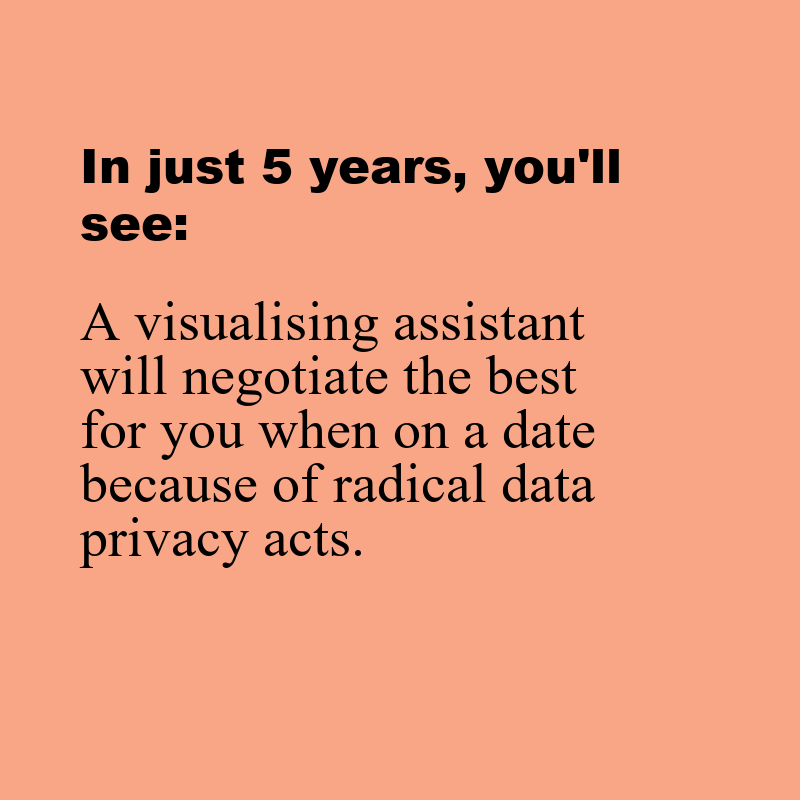 In just 5 years, you'll
see:
A visualising assistant
will negotiate the best
for you when on a date
because of radical data
privacy acts.